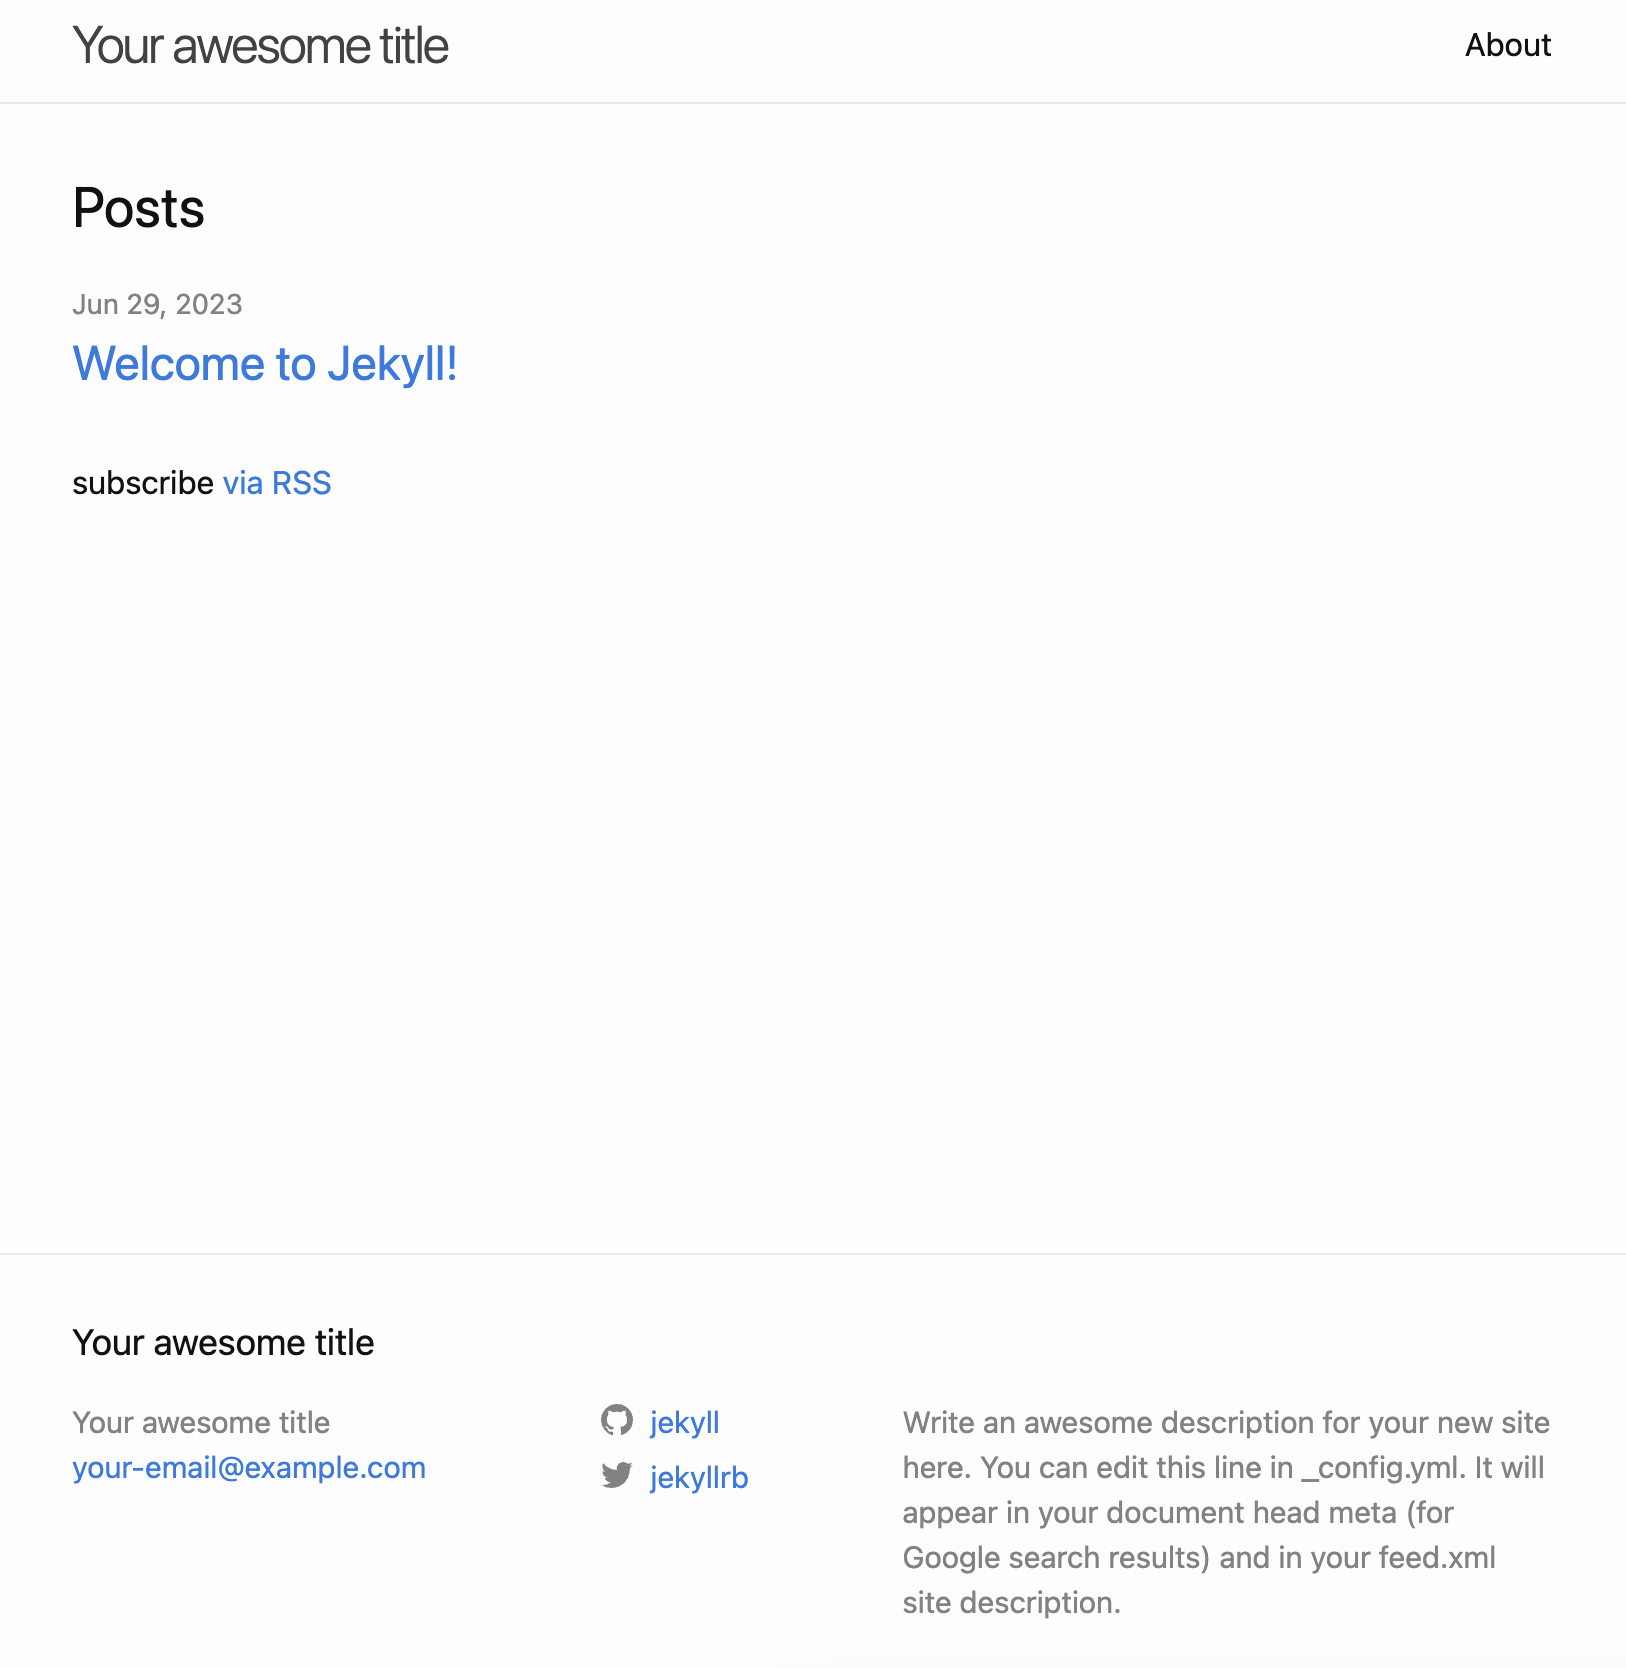 Your awesome title
About
Posts
Jun 29, 2023
Welcome to Jekyll!
subscribe via RSS
Your awesome title
Your awesome title
your-email@example.com
jekyll
jekyllrb
Write an awesome description for your new site
here. You can edit this line in _config.yml. It will
appear in your document head meta (for
Google search results) and in your feed.xml
site description.